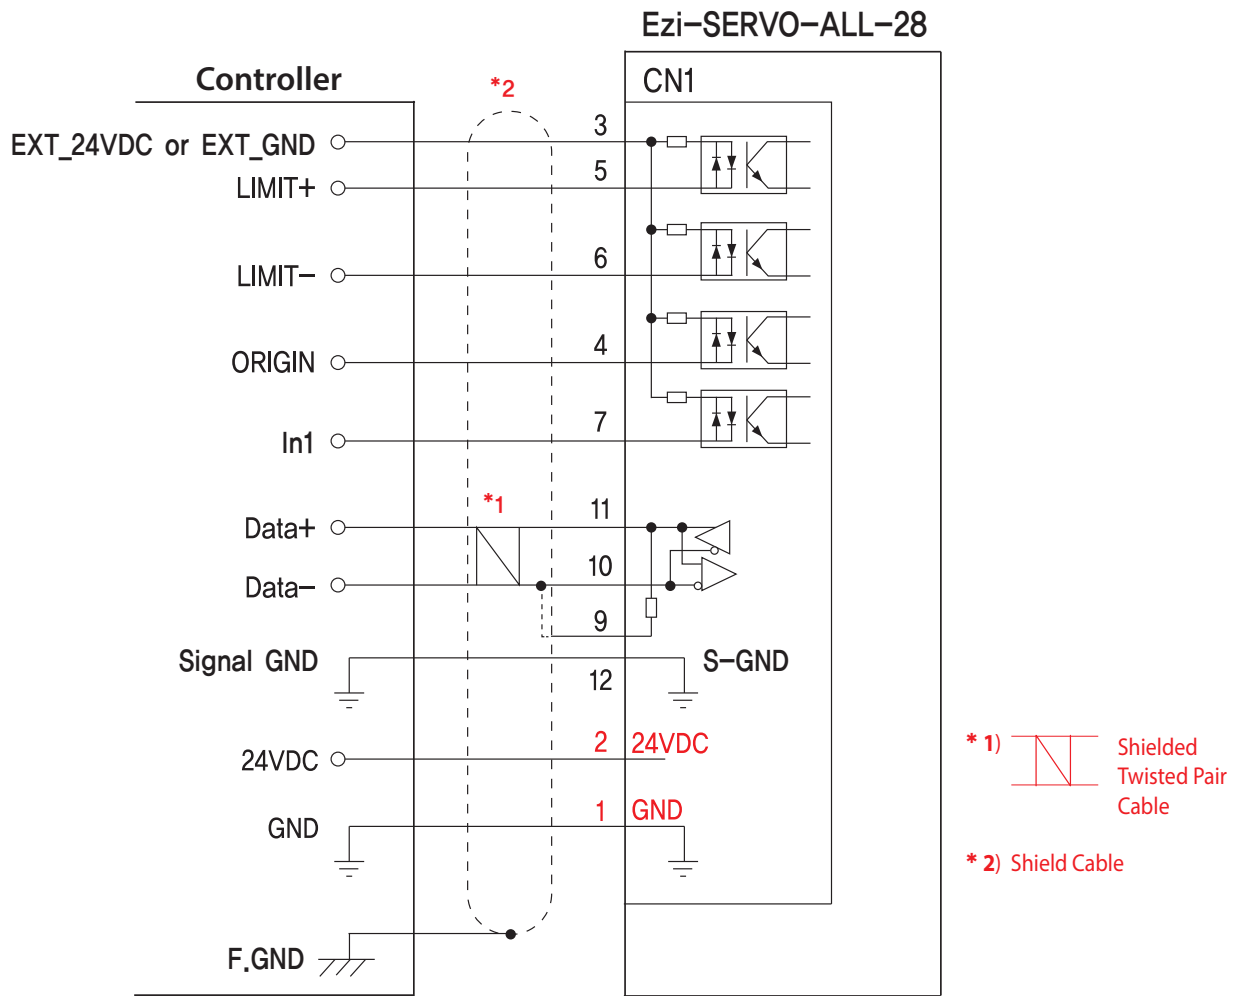 Ezi-SERVO-ALL-28
Controller
*2
CN1
EXT_24VDC or EXT_GND
3
LIMIT+
5
LIMIT-
6
ORIGIN
4
In1
7
*1
Data+
11
Data-
10
9
Signal GND
12
S-GND
24VDC
2
24VDC
GND
1
GND
F.GND
* 1)
Shielded
Twisted Pair
Cable
* 2) Shield Cable